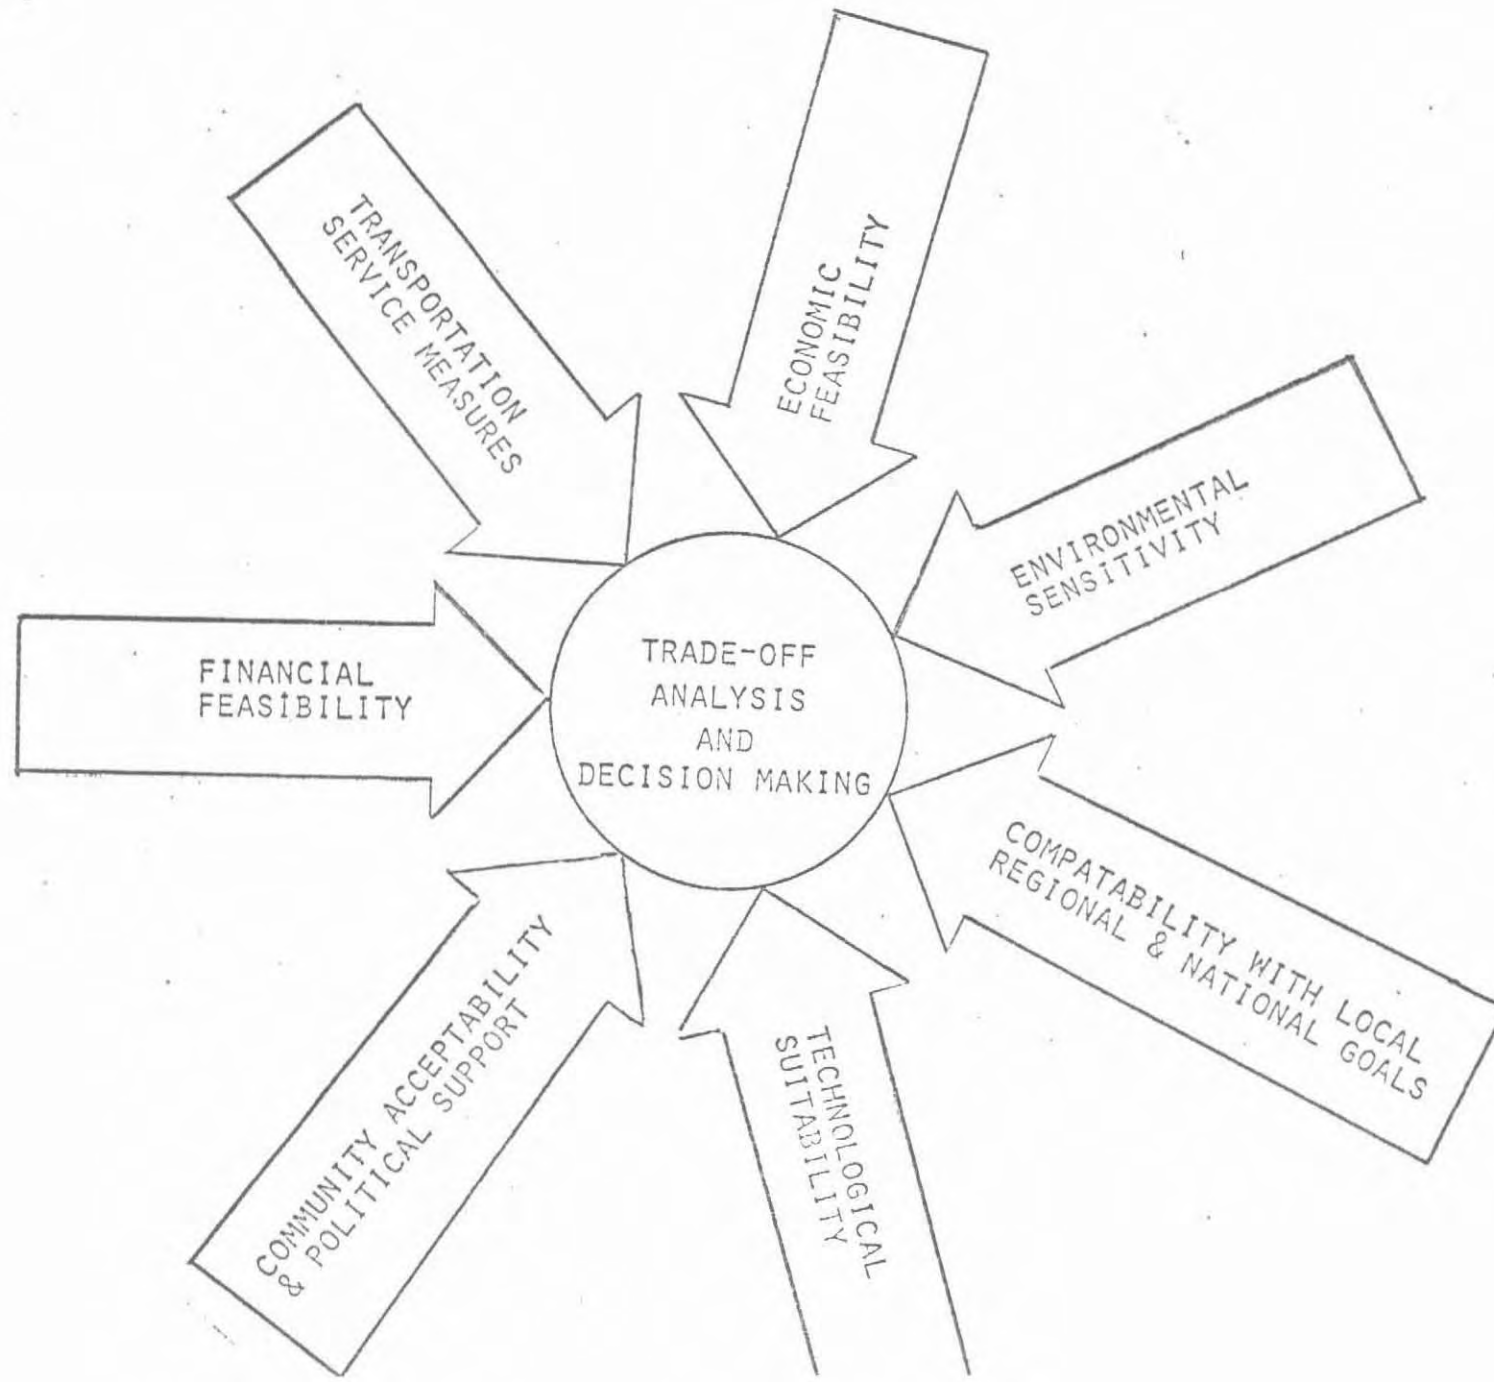 TRANSPORTATION
SERVICE MEASURES
ECONOMIC
FEASIBILITY
ENVIRONMENTAL
SENSITIVITY
FINANCIAL
FEASIBILITY
TRADE-OFF
ANALYSIS
AND
DECISION MAKING
COMPATABILITY WITH LOCAL
REGIONAL & NATIONAL GOALS
COMMUNITY ACCEPTABILITY
& POLITICAL SUPPORT
TECHNOLOGICAL
SUITABILITY